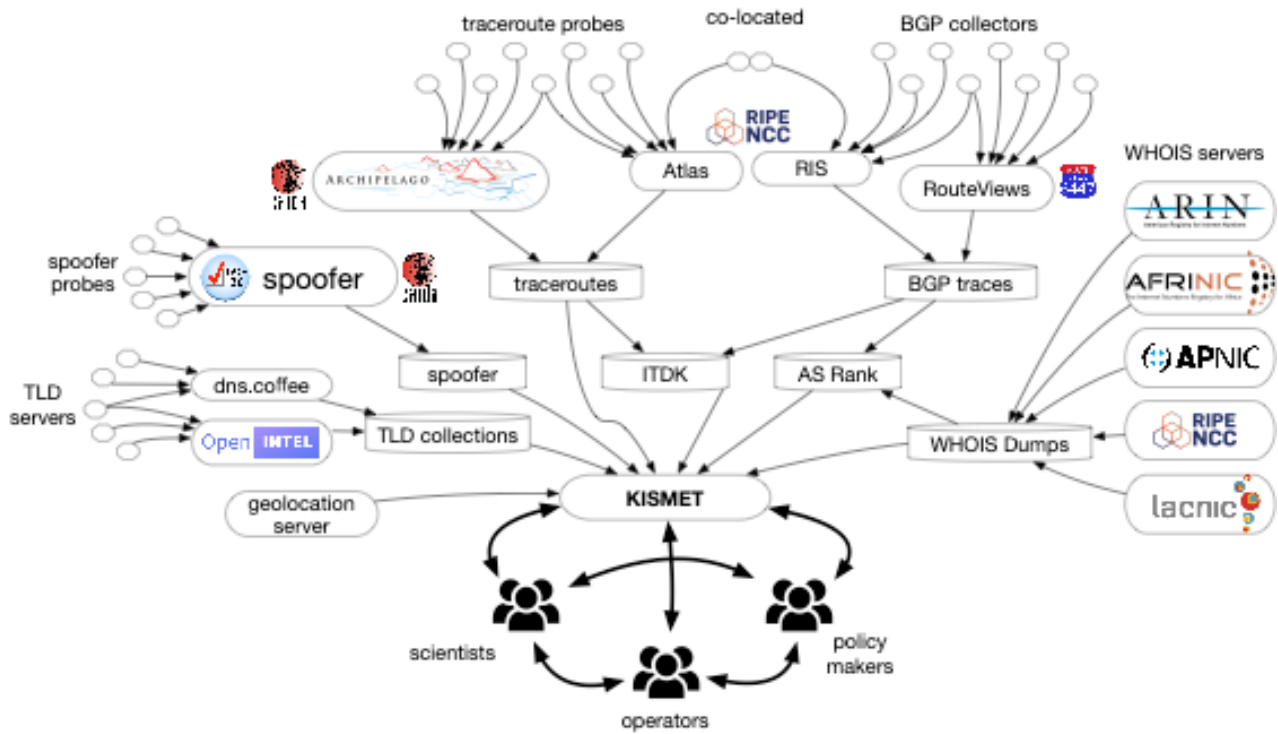 traceroute probes
co-located
BGP collectors
RIPE
NCC
ARCHIPELAGO
Atlas
RIS
RouteViews
WHOIS servers
ARIN
spoofer
probes
spoofer
traceroutes
BGP traces
AFRINIC
APNIC
spoofer
ITDK
AS Rank
TLD
servers
dns.coffee
Open INTEL
TLD collections
WHOIS Dumps
RIPE
NCC
geolocation
server
KISMET
lacnic
scientists
policy
makers
operators